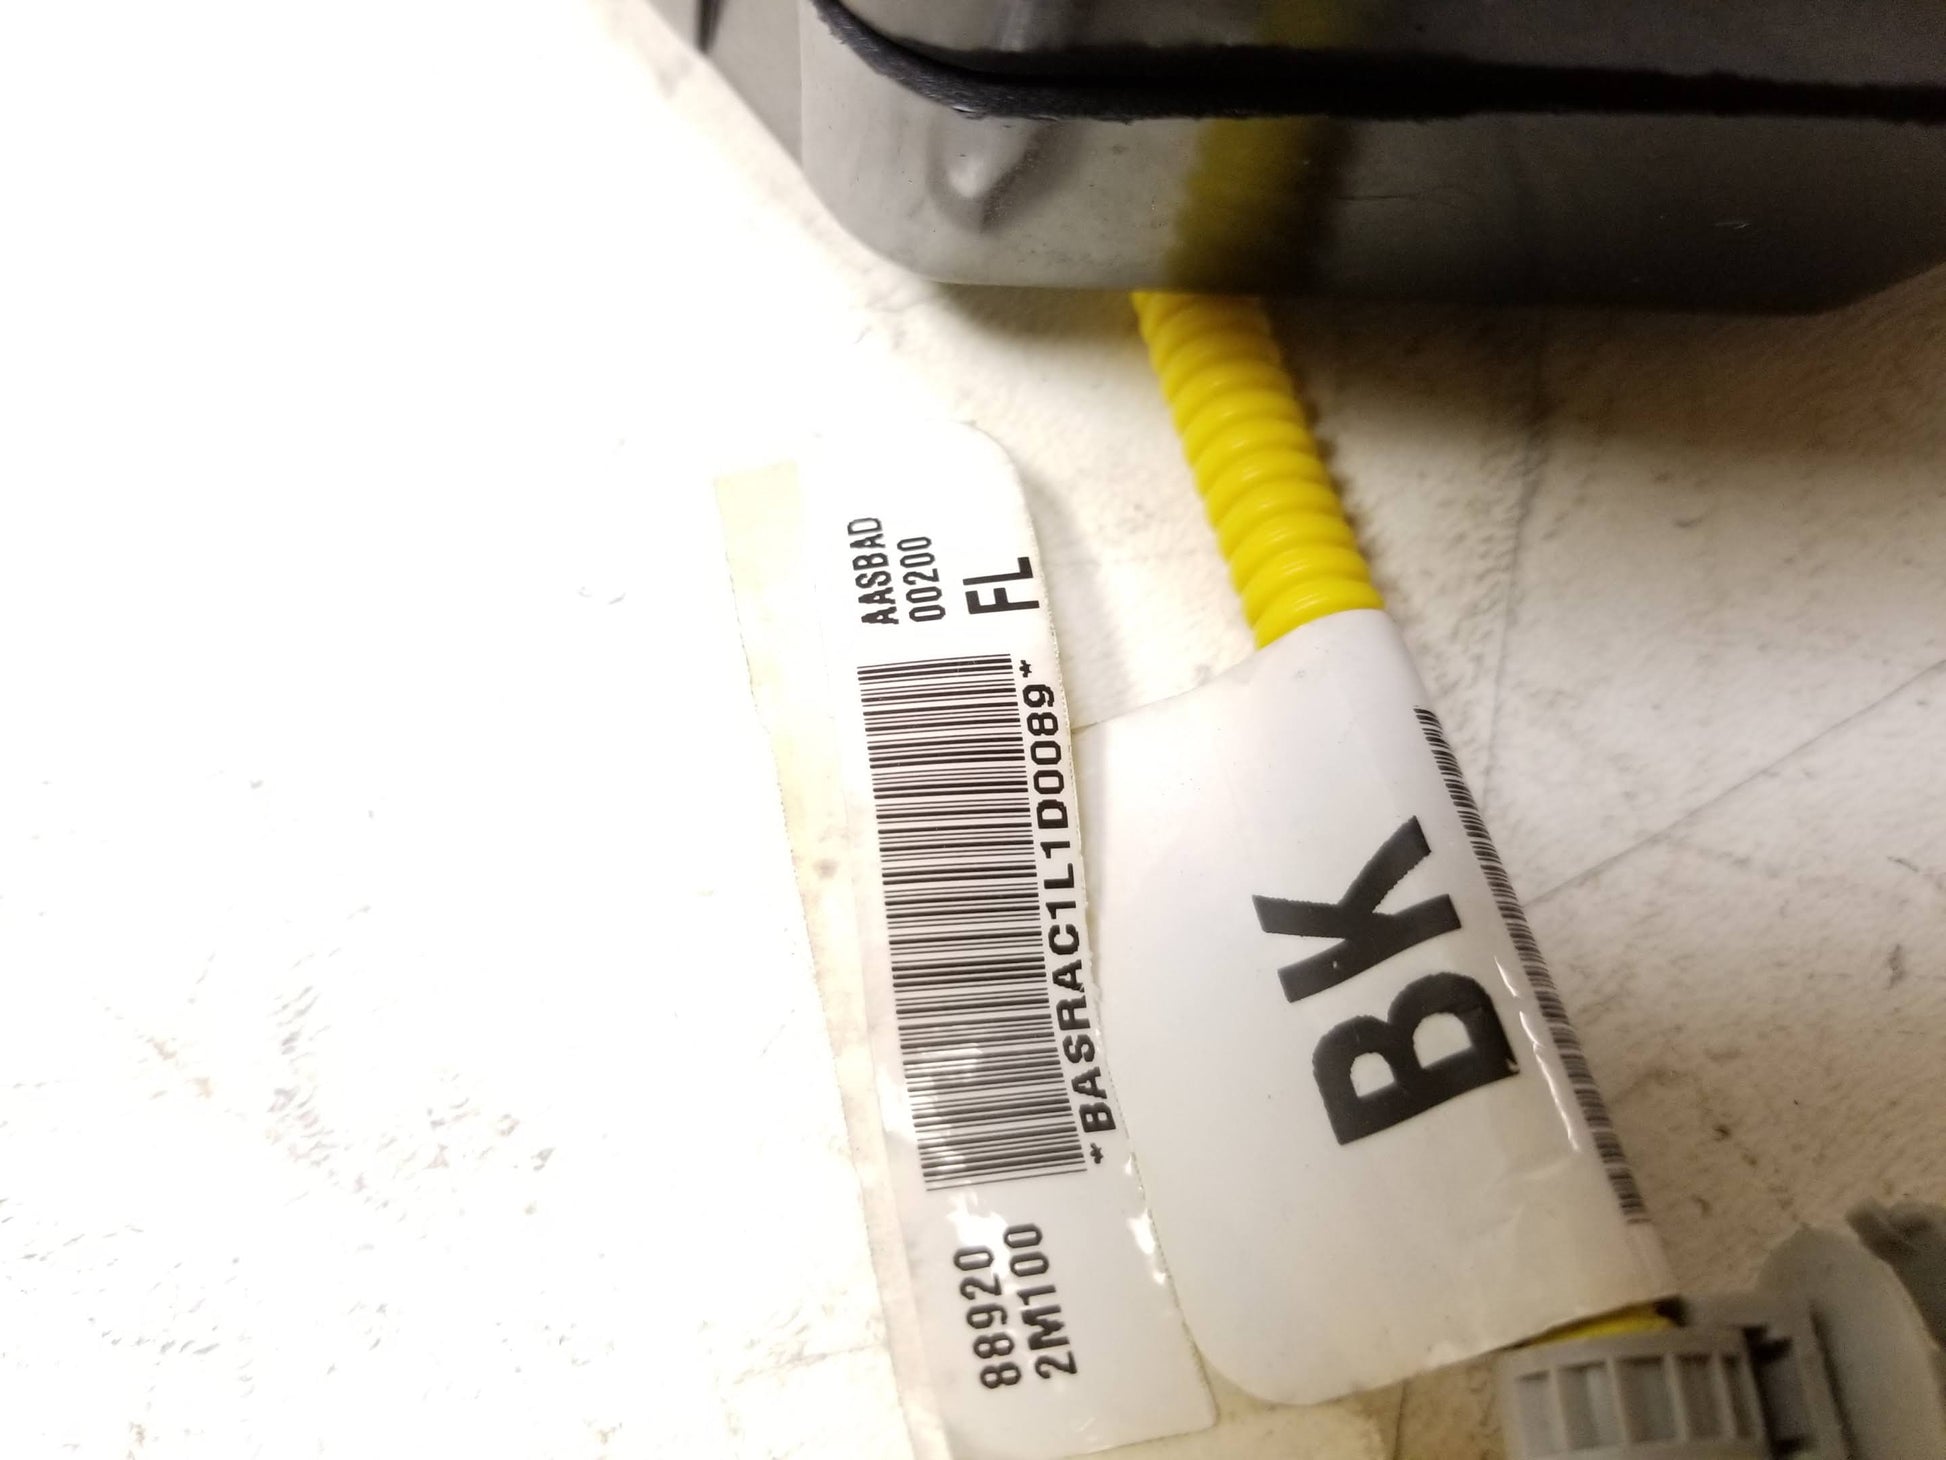 88920
2M100
*BASRAC1L1D0089*
AASBAD
00200
FL
BK